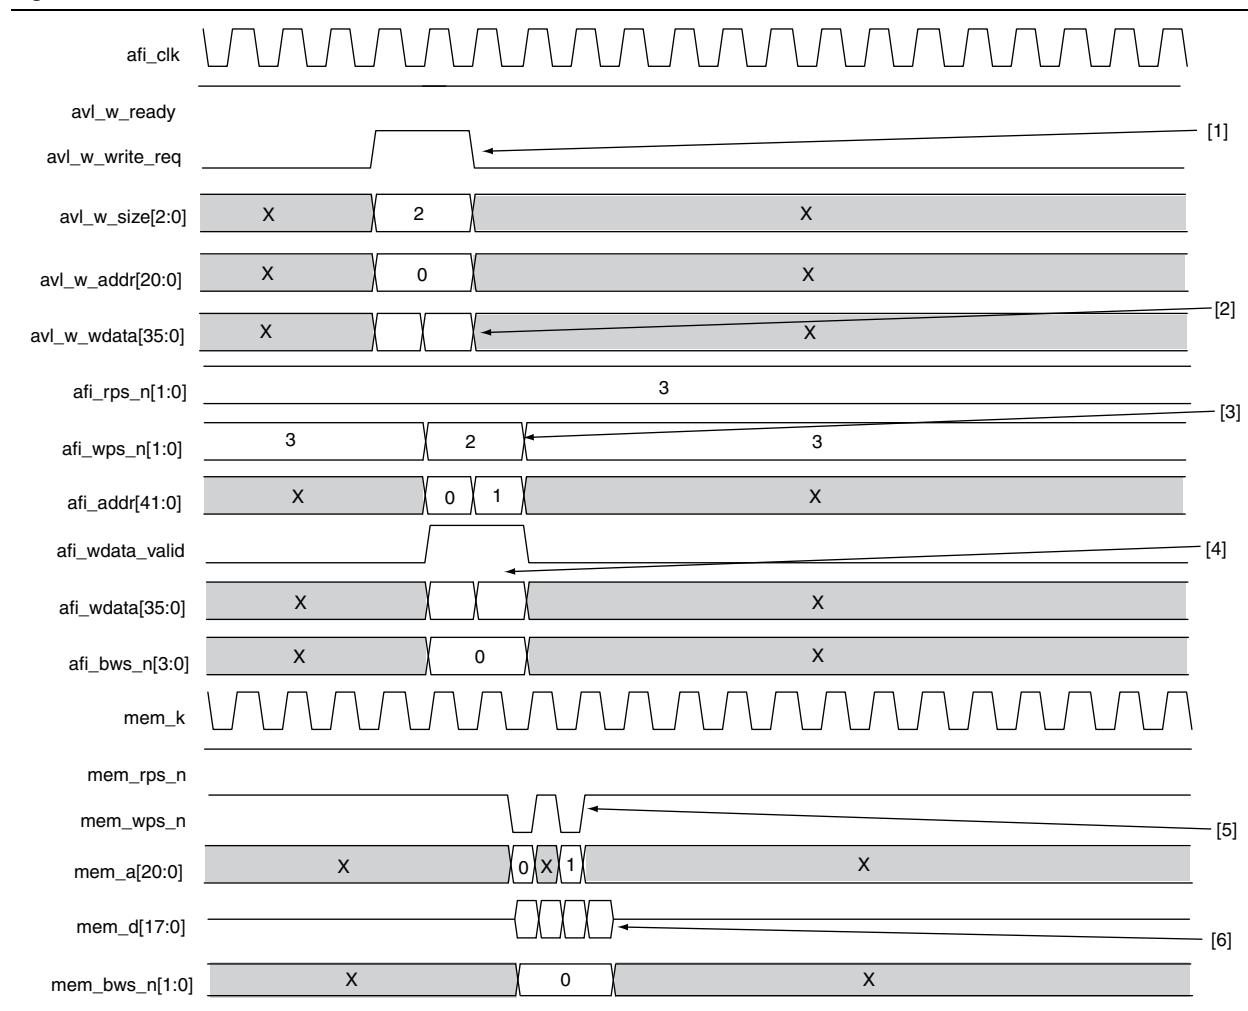 afi_clk
avl_w_ready
[1]
avl_w_write_req
avl_w_size[2:0] X 2 X
avl_w_addr[20:0] X 0 X
[2]
avl_w_wdata[35:0] X X
afi_rps_n[1:0] 3
[3]
afi_wps_n[1:0] 3 2 3
afi_addr[41:0] X 0 1 X
afi_wdata_valid
[4]
afi_wdata[35:0] X X
afi_bws_n[3:0] X 0 X
mem_k
mem_rps_n
mem_wps_n
[5]
mem_a[20:0] X 0 X 1 X
mem_d[17:0]
[6]
mem_bws_n[1:0] X 0 X